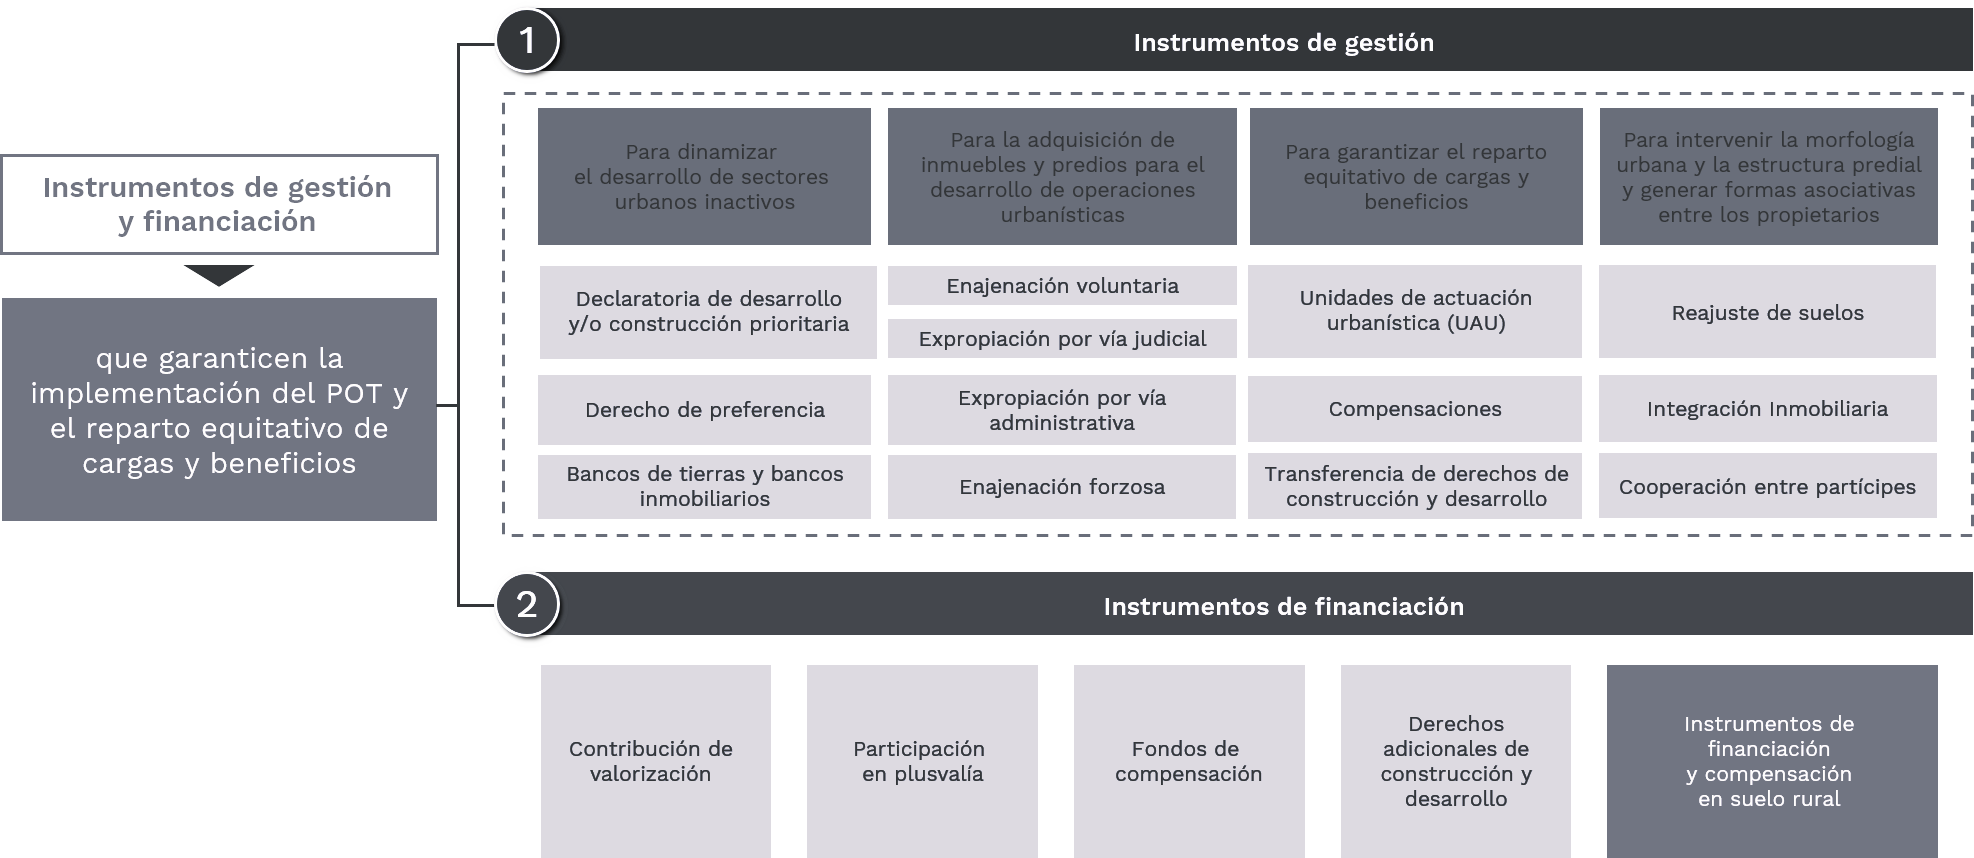 Instrumentos de gestión
y financiación
que garanticen la
implementación del POT y
el reparto equitativo de
cargas y beneficios
1
Instrumentos de gestión
Para dinamizar
el desarrollo de sectores
urbanos inactivos
Declaratoria de desarrollo
y/o construcción prioritaria
Derecho de preferencia
Bancos de tierras y bancos
inmobiliarios
Para la adquisición de
inmuebles y predios para el
desarrollo de operaciones
urbanísticas
Enajenación voluntaria
Expropiación por vía judicial
Expropiación por vía
administrativa
Enajenación forzosa
Para garantizar el reparto
equitativo de cargas y
beneficios
Unidades de actuación
urbanística (UAU)
Compensaciones
Transferencia de derechos de
construcción y desarrollo
Para intervenir la morfología
urbana y la estructura predial
y generar formas asociativas
entre los propietarios
Reajuste de suelos
Integración Inmobiliaria
Cooperación entre partícipes
2
Instrumentos de financiación
Contribución de
valorización
Participación
en plusvalía
Fondos de
compensación
Derechos
adicionales de
construcción y
desarrollo
Instrumentos de
financiación
y compensación
en suelo rural